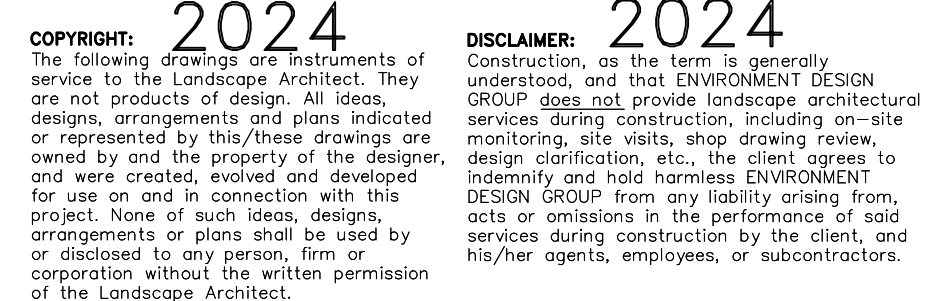 COPYRIGHT: 2024
The following drawings are instruments of
service to the Landscape Architect. They
are not products of design. All ideas,
designs, arrangements and plans indicated
or represented by this/these drawings are
owned by and the property of the designer,
and were created, evolved and developed
for use on and in connection with this
project. None of such ideas, designs,
arrangements or plans shall be used by
or disclosed to any person, firm or
corporation without the written permission
of the Landscape Architect.
DISCLAIMER: 2024
Construction, as the term is generally
understood, and that ENVIRONMENT DESIGN
GROUP does not provide landscape architectural
services during construction, including on-site
monitoring, site visits, shop drawing review,
design clarification, etc., the client agrees to
indemnify and hold harmless ENVIRONMENT
DESIGN GROUP from any liability arising from,
acts or omissions in the performance of said
services during construction by the client, and
his/her agents, employees, or subcontractors.